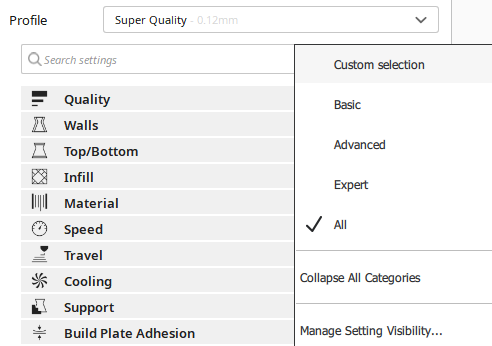 Profile
Super Quality - 0.12mm
Search settings
Custom selection
Quality
Basic
Walls
Advanced
Top/Bottom
Infill
Expert
Material
All
Speed
Travel
Collapse All Categories
Cooling
Support
Manage Setting Visibility...
Build Plate Adhesion